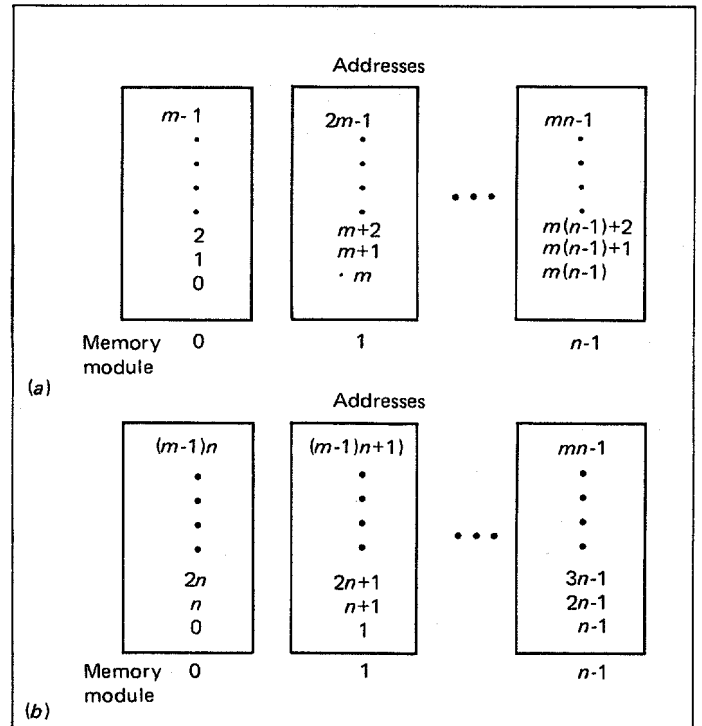 Addresses
m-1 2m-1 mn-1
2 m+2 m(n-1)+2
1 m+1 m(n-1)+1
0 m m(n-1)
Memory 0 1 n-1
module
(a)
Addresses
(m-1)n (m-1)n+1) mn-1
2n 2n+1 3n-1
n n+1 2n-1
0 1 n-1
Memory 0 1 n-1
module
(b)